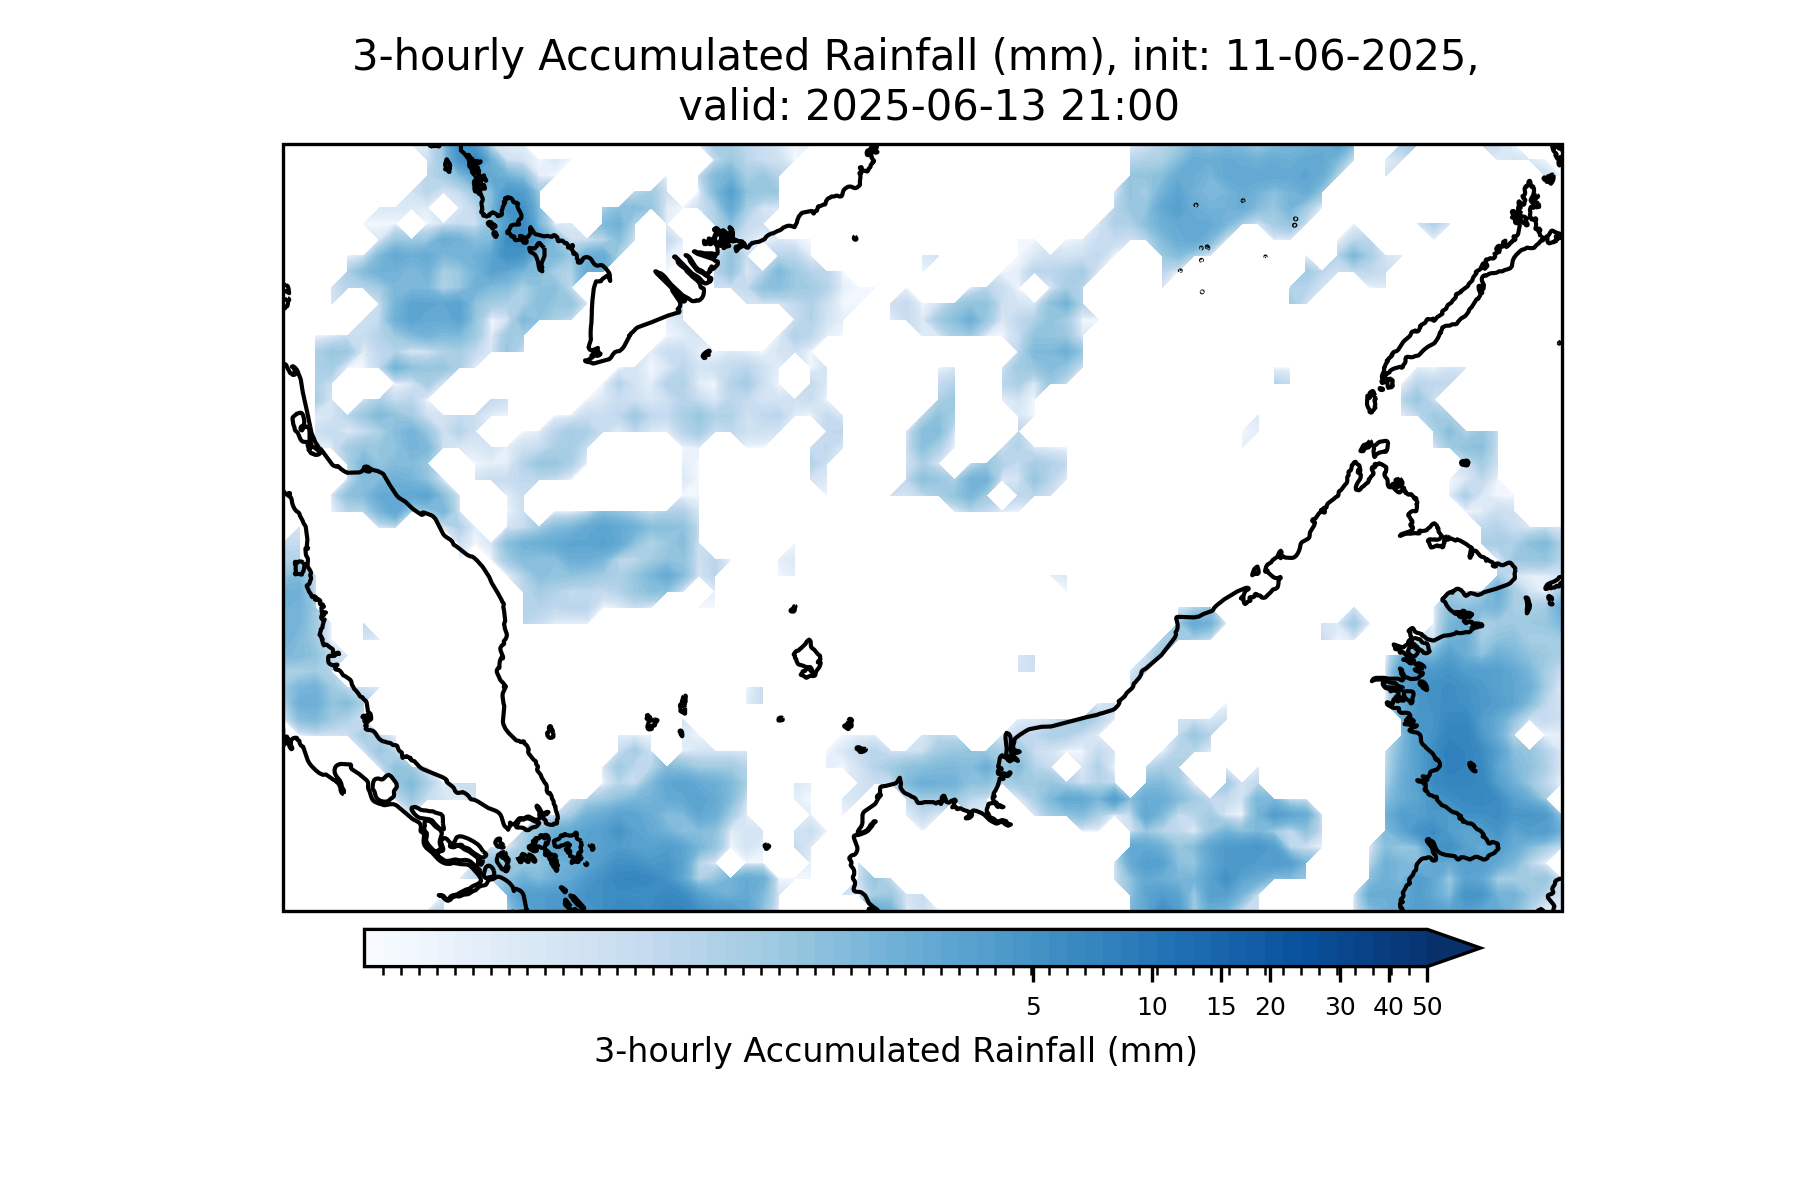 3-hourly Accumulated Rainfall (mm), init: 11-06-2025,
valid: 2025-06-13 21:00
5 10 15 20 30 40 50
3-hourly Accumulated Rainfall (mm)